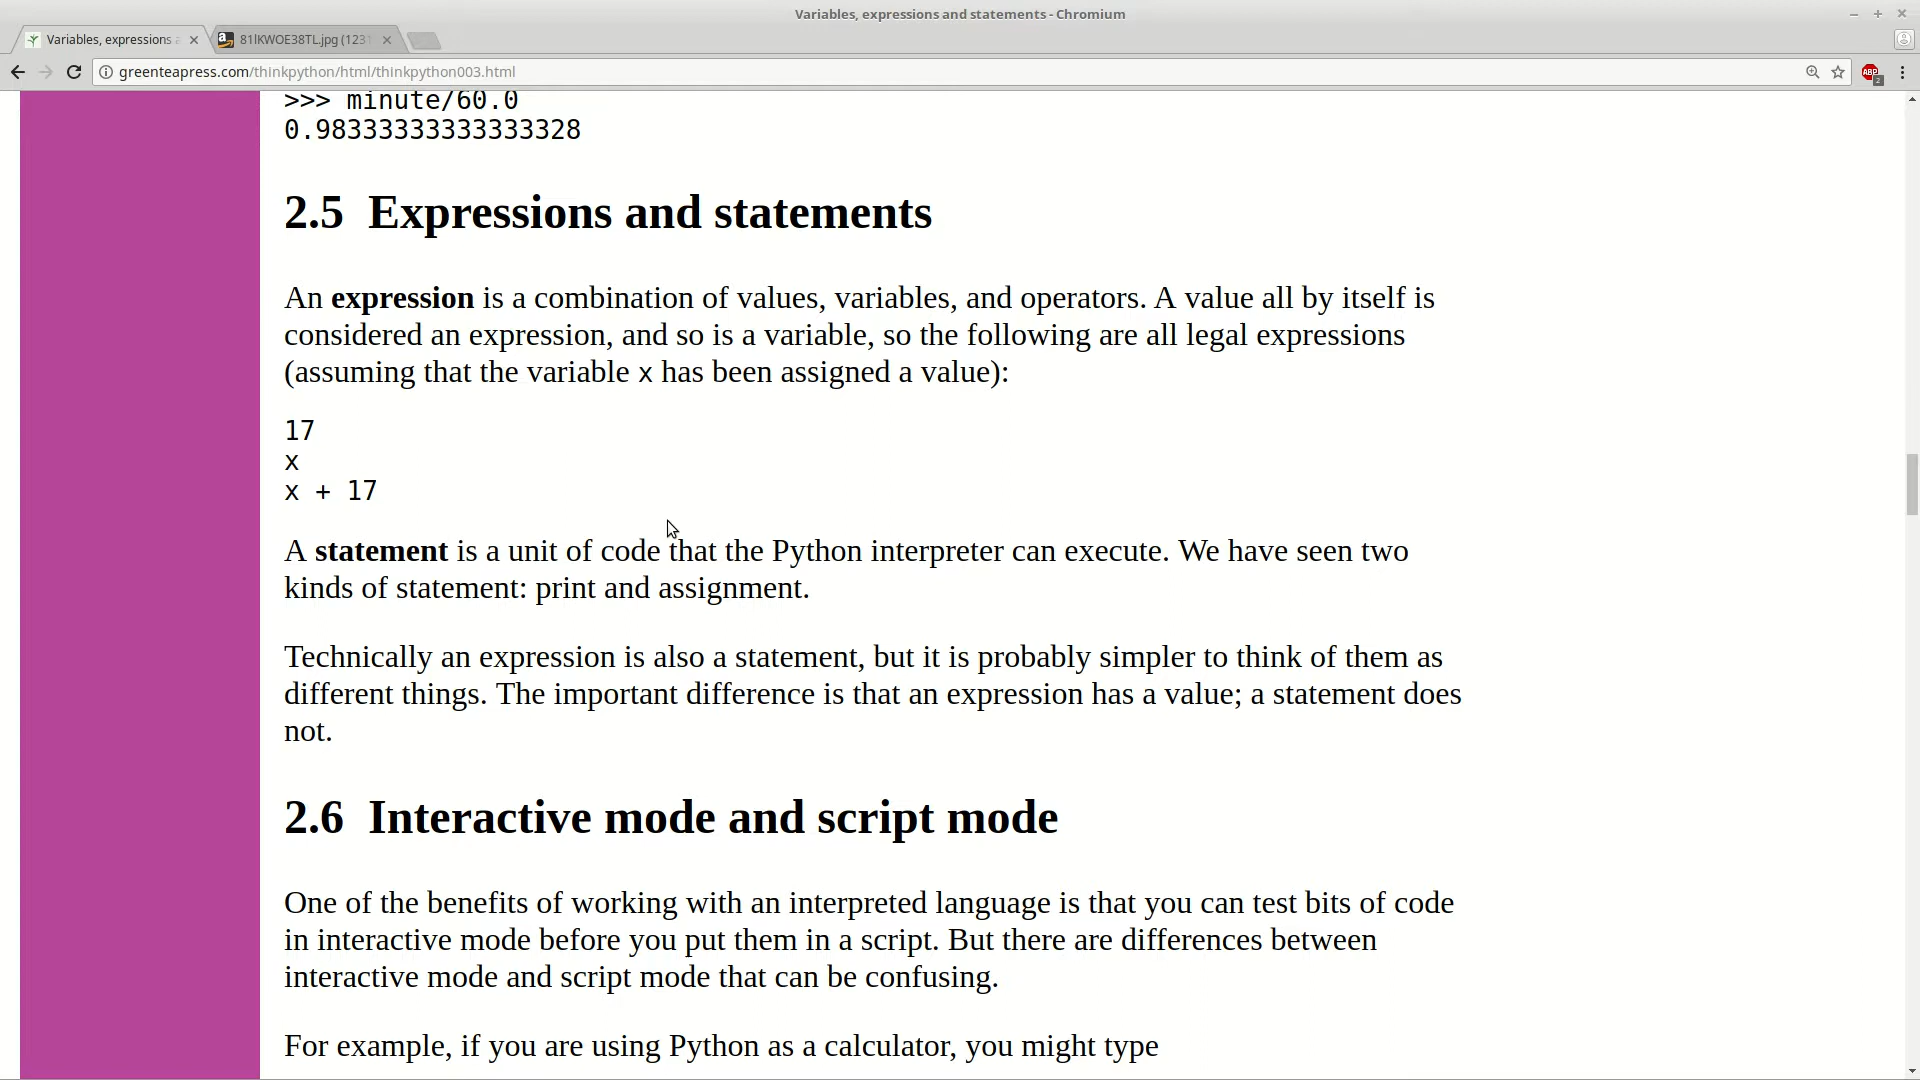 Variables, expressions and statements - Chromium
Variables, expressions a
81lKWOE38TL.jpg (1231
greenteapress.com/thinkpython/html/thinkpython003.html
ABP
2
>>> minute/60.0
0.98333333333333328
2.5 Expressions and statements
An expression is a combination of values, variables, and operators. A value all by itself is
considered an expression, and so is a variable, so the following are all legal expressions
(assuming that the variable x has been assigned a value):
17
x
x + 17
A statement is a unit of code that the Python interpreter can execute. We have seen two
kinds of statement: print and assignment.
Technically an expression is also a statement, but it is probably simpler to think of them as
different things. The important difference is that an expression has a value; a statement does
not.
2.6 Interactive mode and script mode
One of the benefits of working with an interpreted language is that you can test bits of code
in interactive mode before you put them in a script. But there are differences between
interactive mode and script mode that can be confusing.
For example, if you are using Python as a calculator, you might type